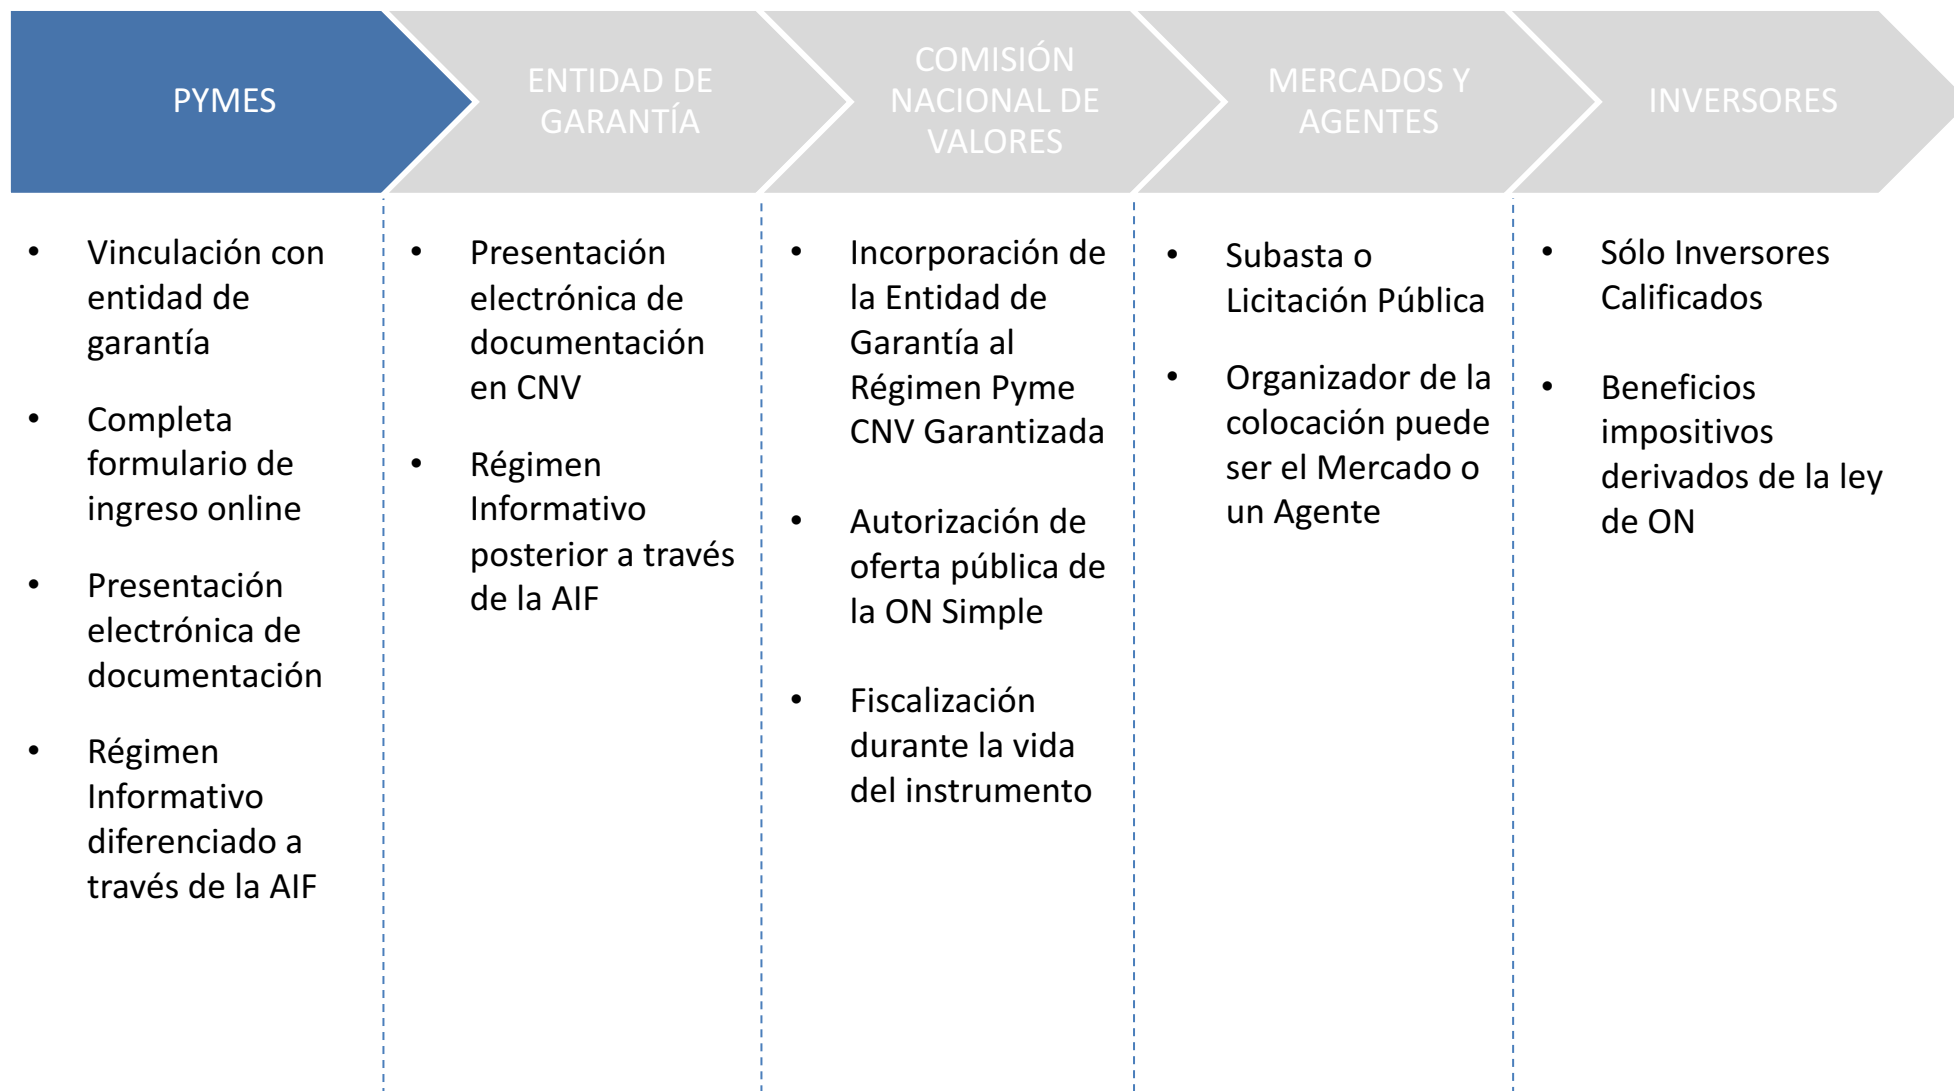 PYMES
ENTIDAD DE
GARANTÍA
COMISIÓN
NACIONAL DE
VALORES
MERCADOS Y
AGENTES
INVERSORES
• Vinculación con
entidad de
garantía
• Completa
formulario de
ingreso online
• Presentación
electrónica de
documentación
• Régimen
Informativo
diferenciado a
través de la AIF
• Presentación
electrónica de
documentación
en CNV
• Régimen
Informativo
posterior a través
de la AIF
• Incorporación de
la Entidad de
Garantía al
Régimen Pyme
CNV Garantizada
• Autorización de
oferta pública de
la ON Simple
• Fiscalización
durante la vida
del instrumento
• Subasta o
Licitación Pública
• Organizador de la
colocación puede
ser el Mercado o
un Agente
• Sólo Inversores
Calificados
• Beneficios
impositivos
derivados de la ley
de ON